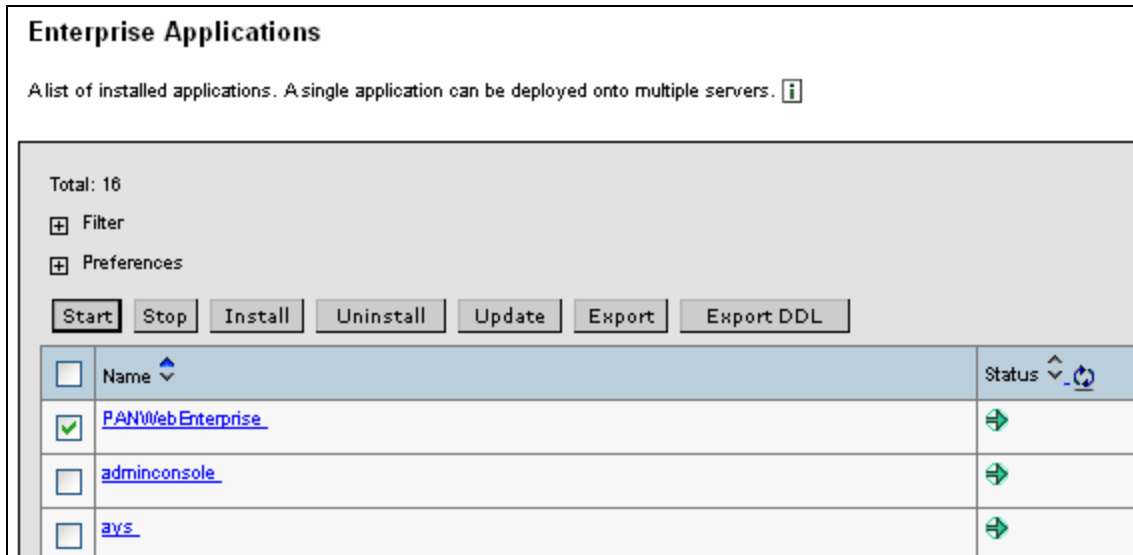 Enterprise Applications
A list of installed applications. A single application can be deployed onto multiple servers. i
Total: 16
+ Filter
+ Preferences
Start Stop Install Uninstall Update Export Export DDL
Name Status
PANWebEnterprise
adminconsole
ays